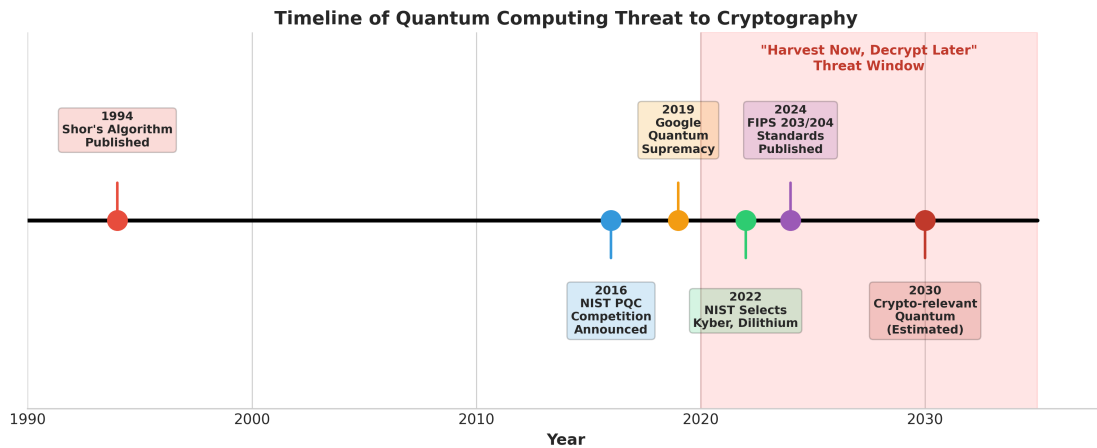 Timeline of Quantum Computing Threat to Cryptography
"Harvest Now, Decrypt Later"
Threat Window
1994
Shor's Algorithm
Published
2019
Google
Quantum
Supremacy
2024
FIPS 203/204
Standards
Published
2016
NIST PQC
Competition
Announced
2022
NIST Selects
Kyber, Dilithium
2030
Crypto-relevant
Quantum
(Estimated)
1990
2000
2010
2020
2030
Year